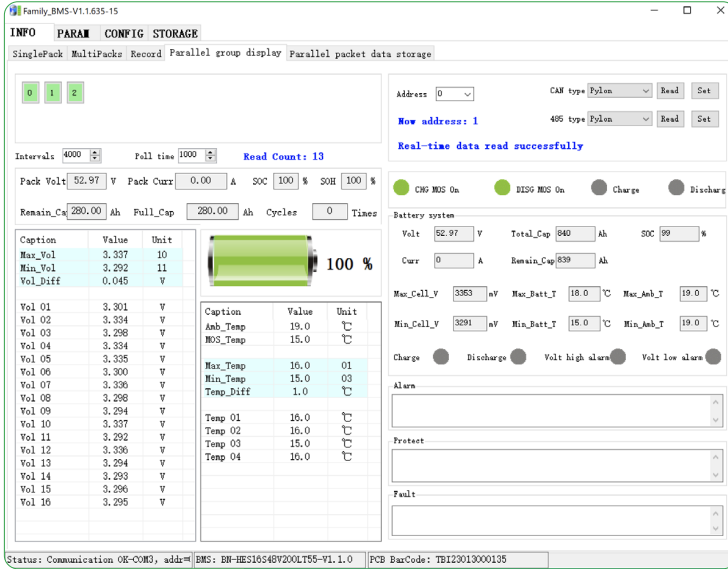 Family_BMS-V1.1.635-15
INFO PARAM CONFIG STORAGE
SinglePack MultiPacks Record Parallel group display Parallel packet data storage
0 1 2
Intervals 4000 Poll time 1000 Read Count: 13
Pack Volt 52.97 V Pack Curr 0.00 A SOC 100 % SOH 100 %
Remain_Ca 280.00 Ah Full_Cap 280.00 Ah Cycles 0 Times
Caption Value Unit
Max_Vol 3.337 10
Min_Vol 3.292 11
Vol_Diff 0.045 V
Vol 01 3.301 V
Vol 02 3.334 V
Vol 03 3.298 V
Vol 04 3.334 V
Vol 05 3.335 V
Vol 06 3.300 V
Vol 07 3.336 V
Vol 08 3.298 V
Vol 09 3.294 V
Vol 10 3.337 V
Vol 11 3.292 V
Vol 12 3.336 V
Vol 13 3.294 V
Vol 14 3.293 V
Vol 15 3.296 V
Vol 16 3.295 V
100 %
Caption Value Unit
Amb_Temp 19.0 ℃
MOS_Temp 15.0 ℃
Max_Temp 16.0 01
Min_Temp 15.0 03
Temp_Diff 1.0 ℃
Temp 01 16.0 ℃
Temp 02 16.0 ℃
Temp 03 15.0 ℃
Temp 04 16.0 ℃
Address 0 CAN type Pylon Read Set
Now address: 1 485 type Pylon Read Set
Real-time data read successfully
CHG MOS On DISG MOS On Charge Discharg
Battery system
Volt 52.97 V Total_Cap 840 Ah SOC 99 %
Curr 0 A Remain_Cap 839 Ah
Max_Cell_V 3353 mV Max_Batt_T 18.0 ℃ Max_Amb_T 19.0 ℃
Min_Cell_V 3291 mV Min_Batt_T 15.0 ℃ Min_Amb_T 19.0 ℃
Charge Discharge Volt high alarm Volt low alarm
Alarm
Protect
Fault
Status: Communication OK-COM3, addr= BMS: BN-HES16S48V200LT55-V1.1.0 PCB BarCode: TBI23013000135